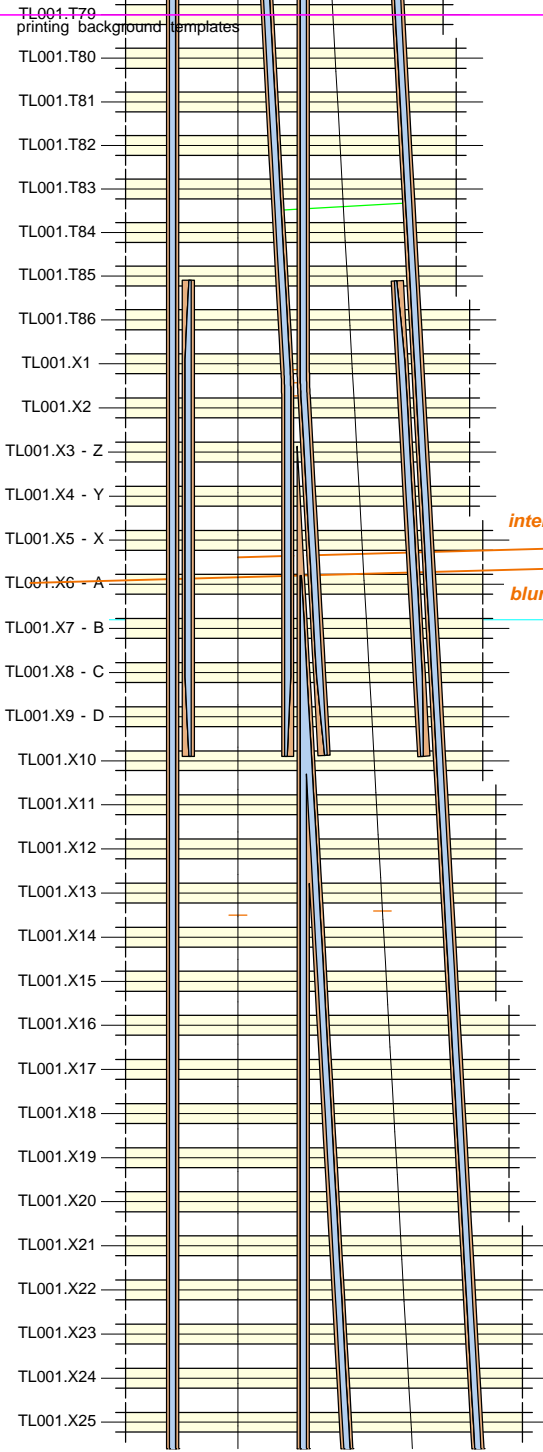 TL001.T79
printing background templates
TL001.T80
TL001.T81
TL001.T82
TL001.T83
TL001.T84
TL001.T85
TL001.T86
TL001.X1
TL001.X2
TL001.X3 - Z
TL001.X4 - Y
inte
TL001.X5 - X
TL001.X6 - A
blun
TL001.X7 - B
TL001.X8 - C
TL001.X9 - D
TL001.X10
TL001.X11
TL001.X12
TL001.X13
TL001.X14
TL001.X15
TL001.X16
TL001.X17
TL001.X18
TL001.X19
TL001.X20
TL001.X21
TL001.X22
TL001.X23
TL001.X24
TL001.X25